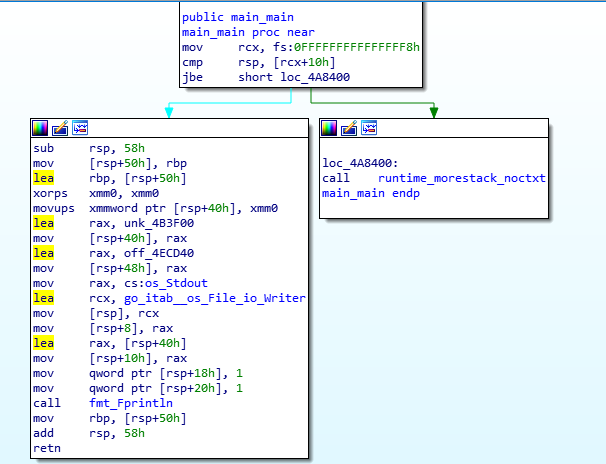 public main_main
main_main proc near
mov rcx, fs:0FFFFFFFFFFFFFFF8h
cmp rsp, [rcx+10h]
jbe short loc_4A8400
sub rsp, 58h
mov [rsp+50h], rbp
lea rbp, [rsp+50h]
xorps xmm0, xmm0
movups xmmword ptr [rsp+40h], xmm0
lea rax, unk_4B3F00
mov [rsp+40h], rax
lea rax, off_4ECD40
mov [rsp+48h], rax
mov rax, cs:os_Stdout
lea rcx, go_itab__os_File_io_Writer
mov [rsp], rcx
mov [rsp+8], rax
lea rax, [rsp+40h]
mov [rsp+10h], rax
mov qword ptr [rsp+18h], 1
mov qword ptr [rsp+20h], 1
call fmt_Fprintln
mov rbp, [rsp+50h]
add rsp, 58h
retn
loc_4A8400:
call runtime_morestack_noctxt
main_main endp